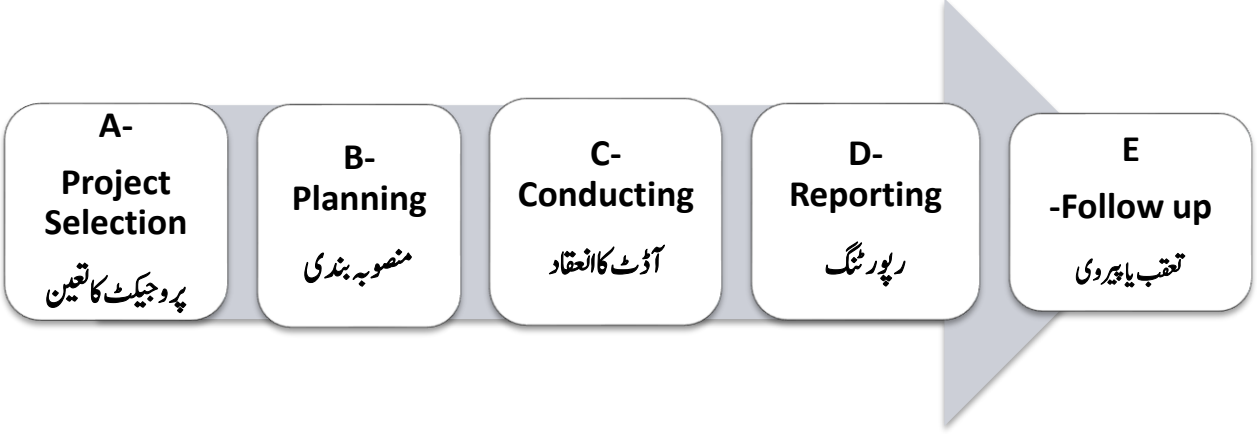 A-
Project
Selection
پروجیکٹ کا تعین
B-
Planning
منصوبہ بندی
C-
Conducting
آڈٹ کا انعقاد
D-
Reporting
رپورٹنگ
E
-Follow up
تعقب یا پیروی